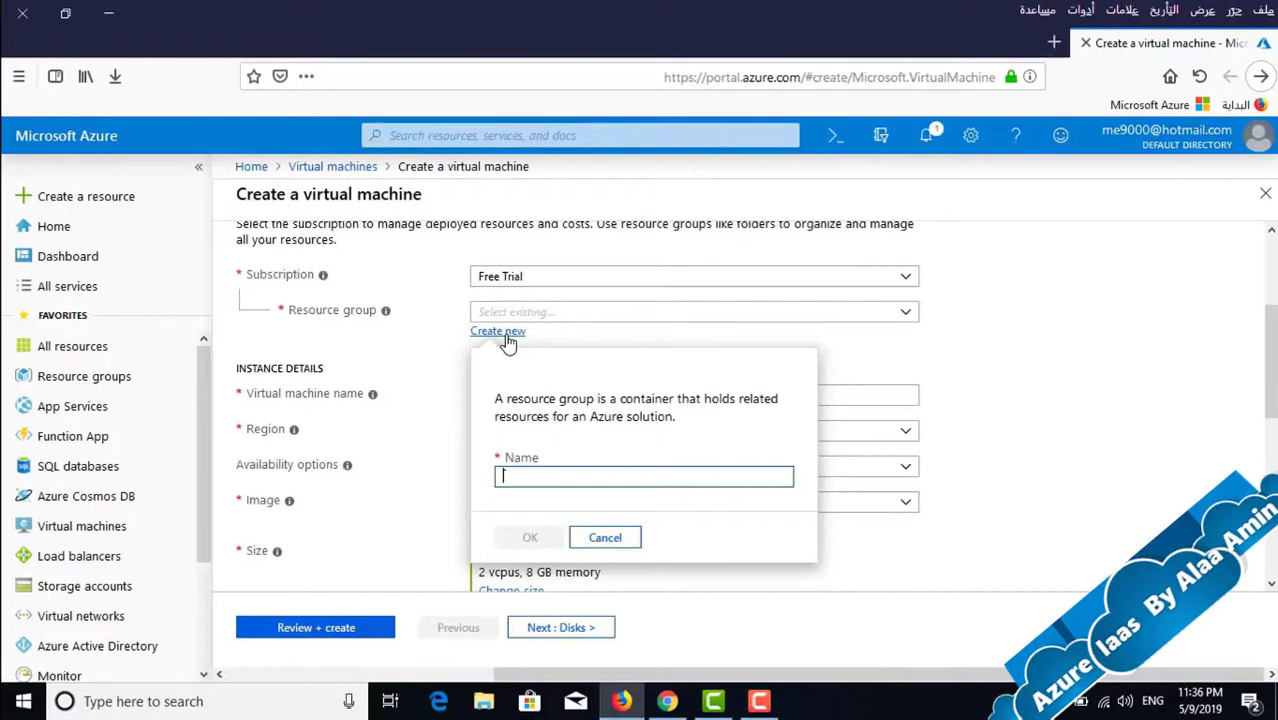 ملف تحرير عرض التأريخ علامات أدوات مساعدة
Create a virtual machine - Mic
https://portal.azure.com/#create/Microsoft.VirtualMachine
Microsoft Azure البداية
Microsoft Azure
Search resources, services, and docs
1
me9000@hotmail.com
DEFAULT DIRECTORY
Home > Virtual machines > Create a virtual machine
Create a virtual machine
Create a resource
Home
Dashboard
All services
FAVORITES
All resources
Resource groups
App Services
Function App
SQL databases
Azure Cosmos DB
Virtual machines
Load balancers
Storage accounts
Virtual networks
Azure Active Directory
Monitor
Select the subscription to manage deployed resources and costs. Use resource groups like folders to organize and manage
all your resources.
* Subscription
Free Trial
* Resource group
Select existing...
Create new
A resource group is a container that holds related
resources for an Azure solution.
* Name
OK
Cancel
INSTANCE DETAILS
* Virtual machine name
* Region
Availability options
* Image
* Size
2 vcpus, 8 GB memory
Change size
Review + create
Previous
Next : Disks >
Azure Iaas By Alaa Amin
Type here to search
ENG
11:36 PM
5/9/2019
2